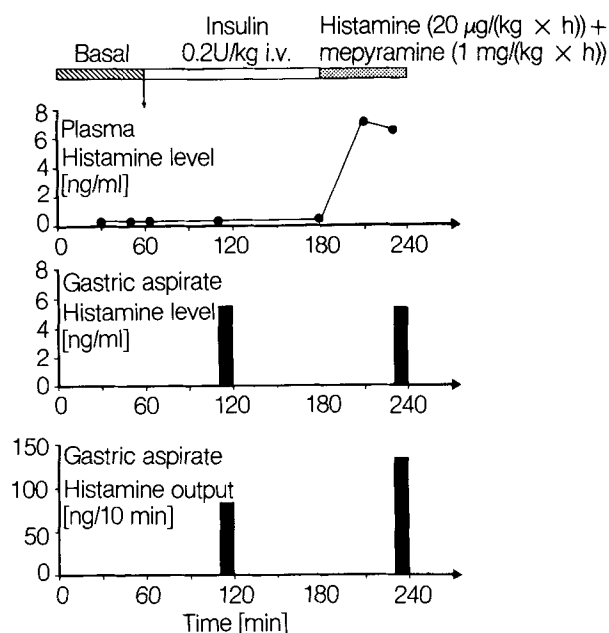 Basal
Insulin
0.2U/kg i.v.
Histamine (20 µg/(kg × h)) +
mepyramine (1 mg/(kg × h))
Plasma
Histamine level
[ng/ml]
8
6
4
2
0
0 60 120 180 240
Gastric aspirate
Histamine level
[ng/ml]
8
6
4
2
0
0 60 120 180 240
Gastric aspirate
Histamine output
[ng/10 min]
150
100
50
0
0 60 120 180 240
Time [min]